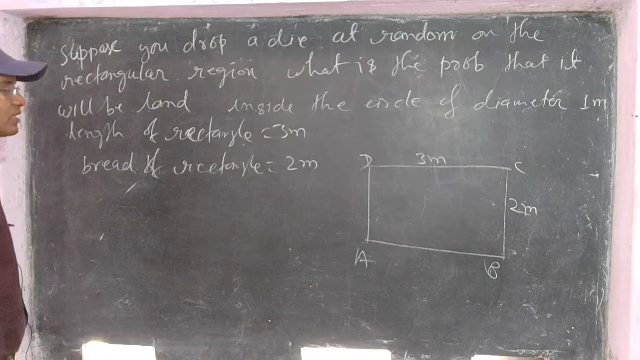 Suppose you drop a die at random on the
rectangular region what is the prob that it
will be land inside the circle of diameter 1m
length of rectangle = 3m
bread of rectangle = 2m
D 3m C
2m
A B